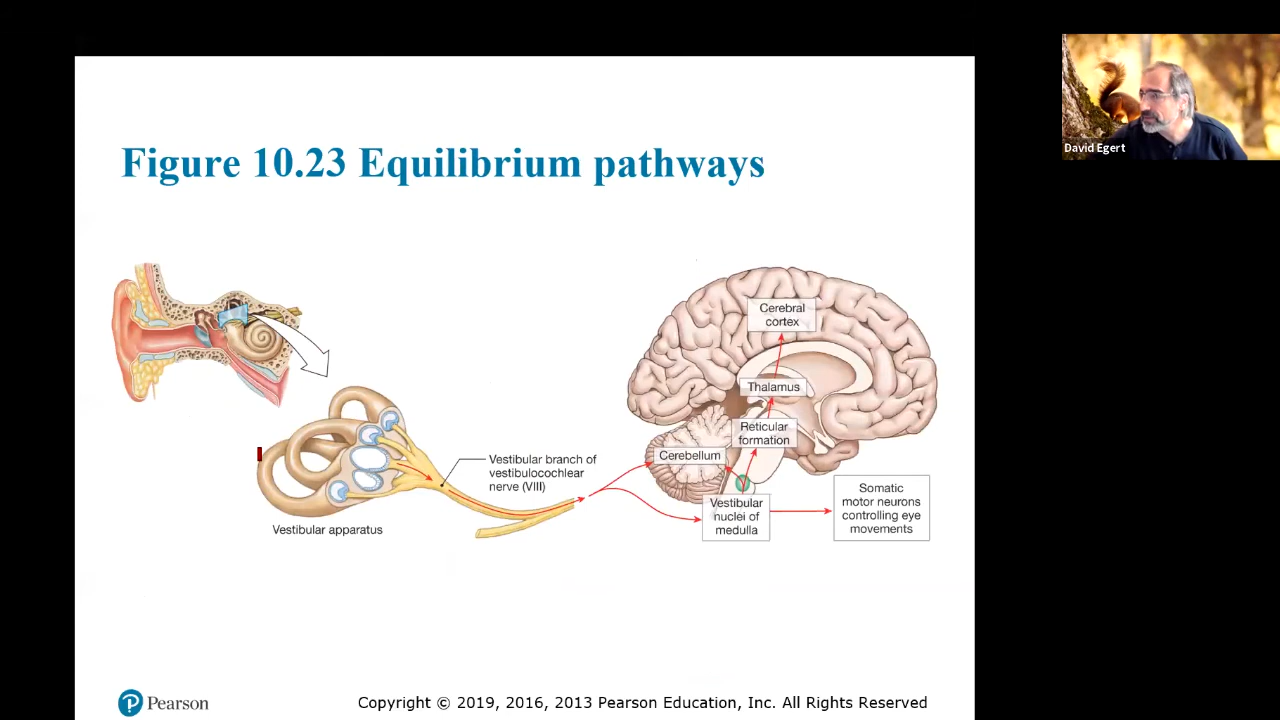 David Egert
Figure 10.23 Equilibrium pathways
Cerebral
cortex
Thalamus
Reticular
formation
Cerebellum
Vestibular branch of
vestibulocochlear
nerve (VIII)
Vestibular
nuclei of
medulla
Somatic
motor neurons
controlling eye
movements
Vestibular apparatus
Pearson
Copyright © 2019, 2016, 2013 Pearson Education, Inc. All Rights Reserved